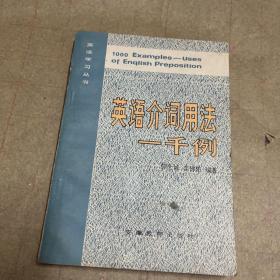 英语学习丛书
1000 Examples—Uses
of English Preposition
英语介词用法
一千例
编著